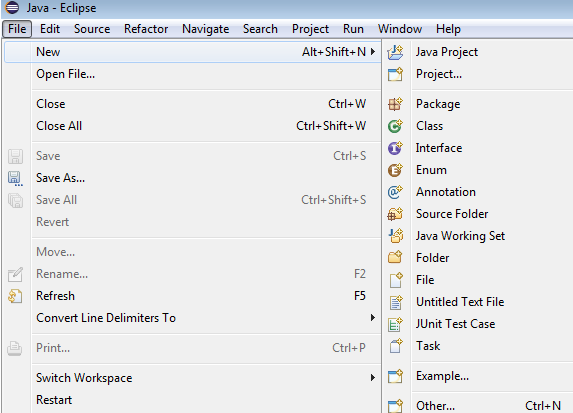 Java - Eclipse
File Edit Source Refactor Navigate Search Project Run Window Help
New Alt+Shift+N
Open File...
Close Ctrl+W
Close All Ctrl+Shift+W
Save Ctrl+S
Save As...
Save All Ctrl+Shift+S
Revert
Move...
Rename... F2
Refresh F5
Convert Line Delimiters To
Print... Ctrl+P
Switch Workspace
Restart
Java Project
Project...
Package
Class
Interface
Enum
Annotation
Source Folder
Java Working Set
Folder
File
Untitled Text File
JUnit Test Case
Task
Example...
Other... Ctrl+N